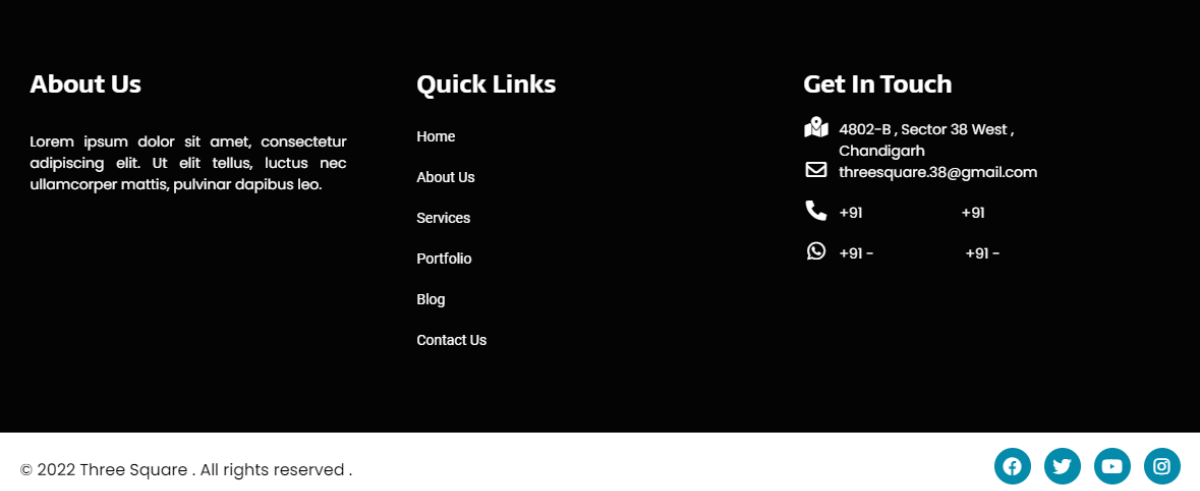 About Us
Lorem ipsum dolor sit amet, consectetur
adipiscing elit. Ut elit tellus, luctus nec
ullamcorper mattis, pulvinar dapibus leo.
Quick Links
Home
About Us
Services
Portfolio
Blog
Contact Us
Get In Touch
4802-B , Sector 38 West ,
Chandigarh
threesquare.38@gmail.com
+91 +91
+91 - +91 -
© 2022 Three Square . All rights reserved .